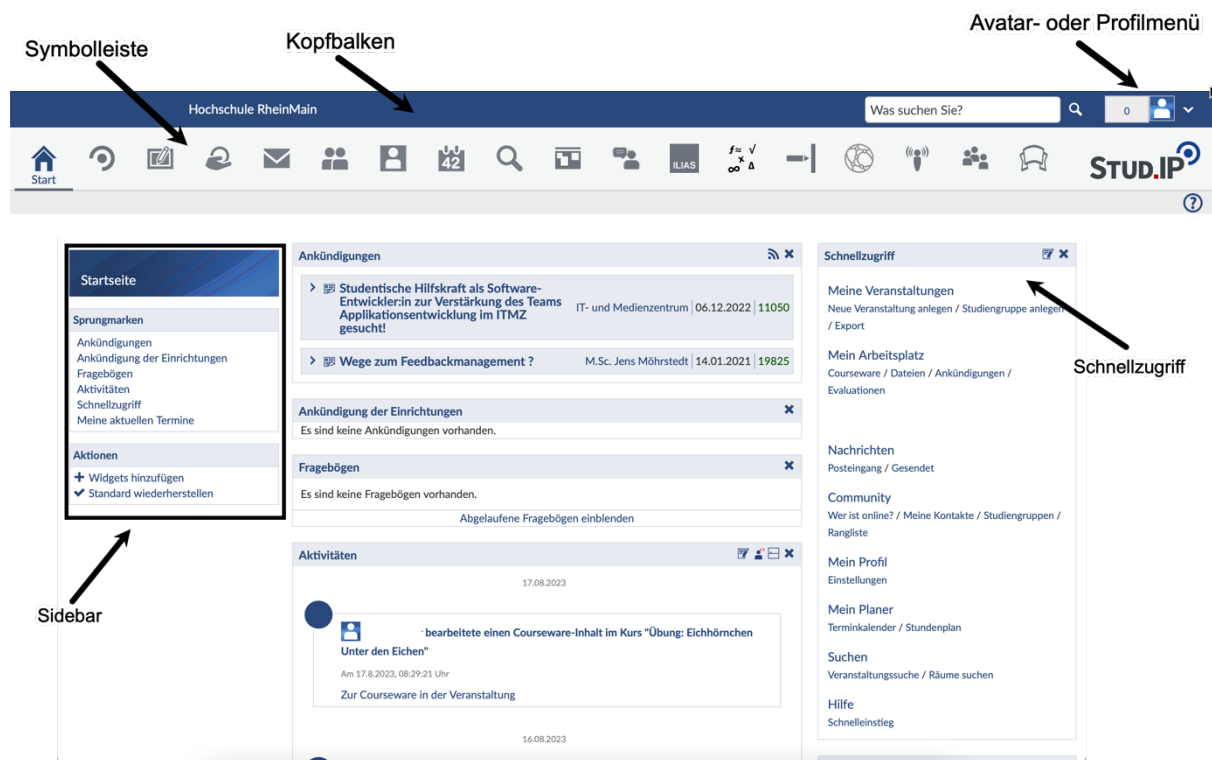 Avatar- oder Profilmenü
Symbolleiste
Kopfbalken
Hochschule RheinMain
Was suchen Sie?
0
Start
42
ILIAS
f≈ √
x
∞ Δ
STUD.IP
?
Startseite
Sprungmarken
Ankündigungen
Ankündigung der Einrichtungen
Fragebögen
Aktivitäten
Schnellzugriff
Meine aktuellen Termine
Aktionen
Widgets hinzufügen
Standard wiederherstellen
Sidebar
Ankündigungen
Studentische Hilfskraft als Software-
Entwickler:in zur Verstärkung des Teams
Applikationsentwicklung im ITMZ
gesucht!
IT- und Medienzentrum 06.12.2022 11050
Wege zum Feedbackmanagement ? M.Sc. Jens Möhrstedt 14.01.2021 19825
Ankündigung der Einrichtungen
Es sind keine Ankündigungen vorhanden.
Fragebögen
Es sind keine Fragebögen vorhanden.
Abgelaufene Fragebögen einblenden
Aktivitäten
17.08.2023
bearbeitete einen Courseware-Inhalt im Kurs "Übung: Eichhörnchen
Unter den Eichen"
Am 17.8.2023, 08:29:21 Uhr
Zur Courseware in der Veranstaltung
16.08.2023
Schnellzugriff
Meine Veranstaltungen
Neue Veranstaltung anlegen / Studiengruppe anlegen
/ Export
Mein Arbeitsplatz
Courseware / Dateien / Ankündigungen /
Evaluationen
Schnellzugriff
Nachrichten
Posteingang / Gesendet
Community
Wer ist online? / Meine Kontakte / Studiengruppen /
Rangliste
Mein Profil
Einstellungen
Mein Planer
Terminkalender / Stundenplan
Suchen
Veranstaltungssuche / Räume suchen
Hilfe
Schnelleinstieg